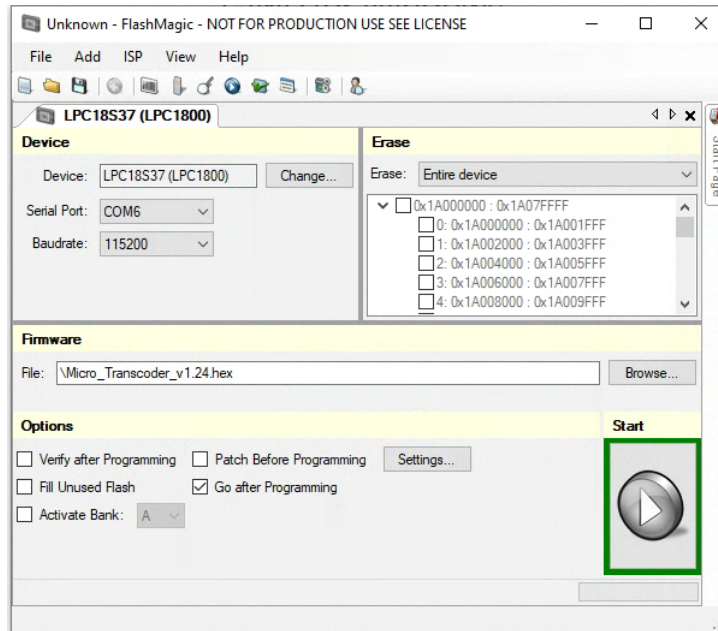 Unknown - FlashMagic - NOT FOR PRODUCTION USE SEE LICENSE
File Add ISP View Help
LPC18S37 (LPC1800)
Start Page
Device
Device: LPC18S37 (LPC1800) Change...
Serial Port: COM6
Baudrate: 115200
Erase
Erase: Entire device
0x1A000000 : 0x1A07FFFF
0: 0x1A000000 : 0x1A001FFF
1: 0x1A002000 : 0x1A003FFF
2: 0x1A004000 : 0x1A005FFF
3: 0x1A006000 : 0x1A007FFF
4: 0x1A008000 : 0x1A009FFF
Firmware
File: \Micro_Transcoder_v1.24.hex Browse...
Options
Verify after Programming Patch Before Programming Settings...
Fill Unused Flash Go after Programming
Activate Bank: A
Start